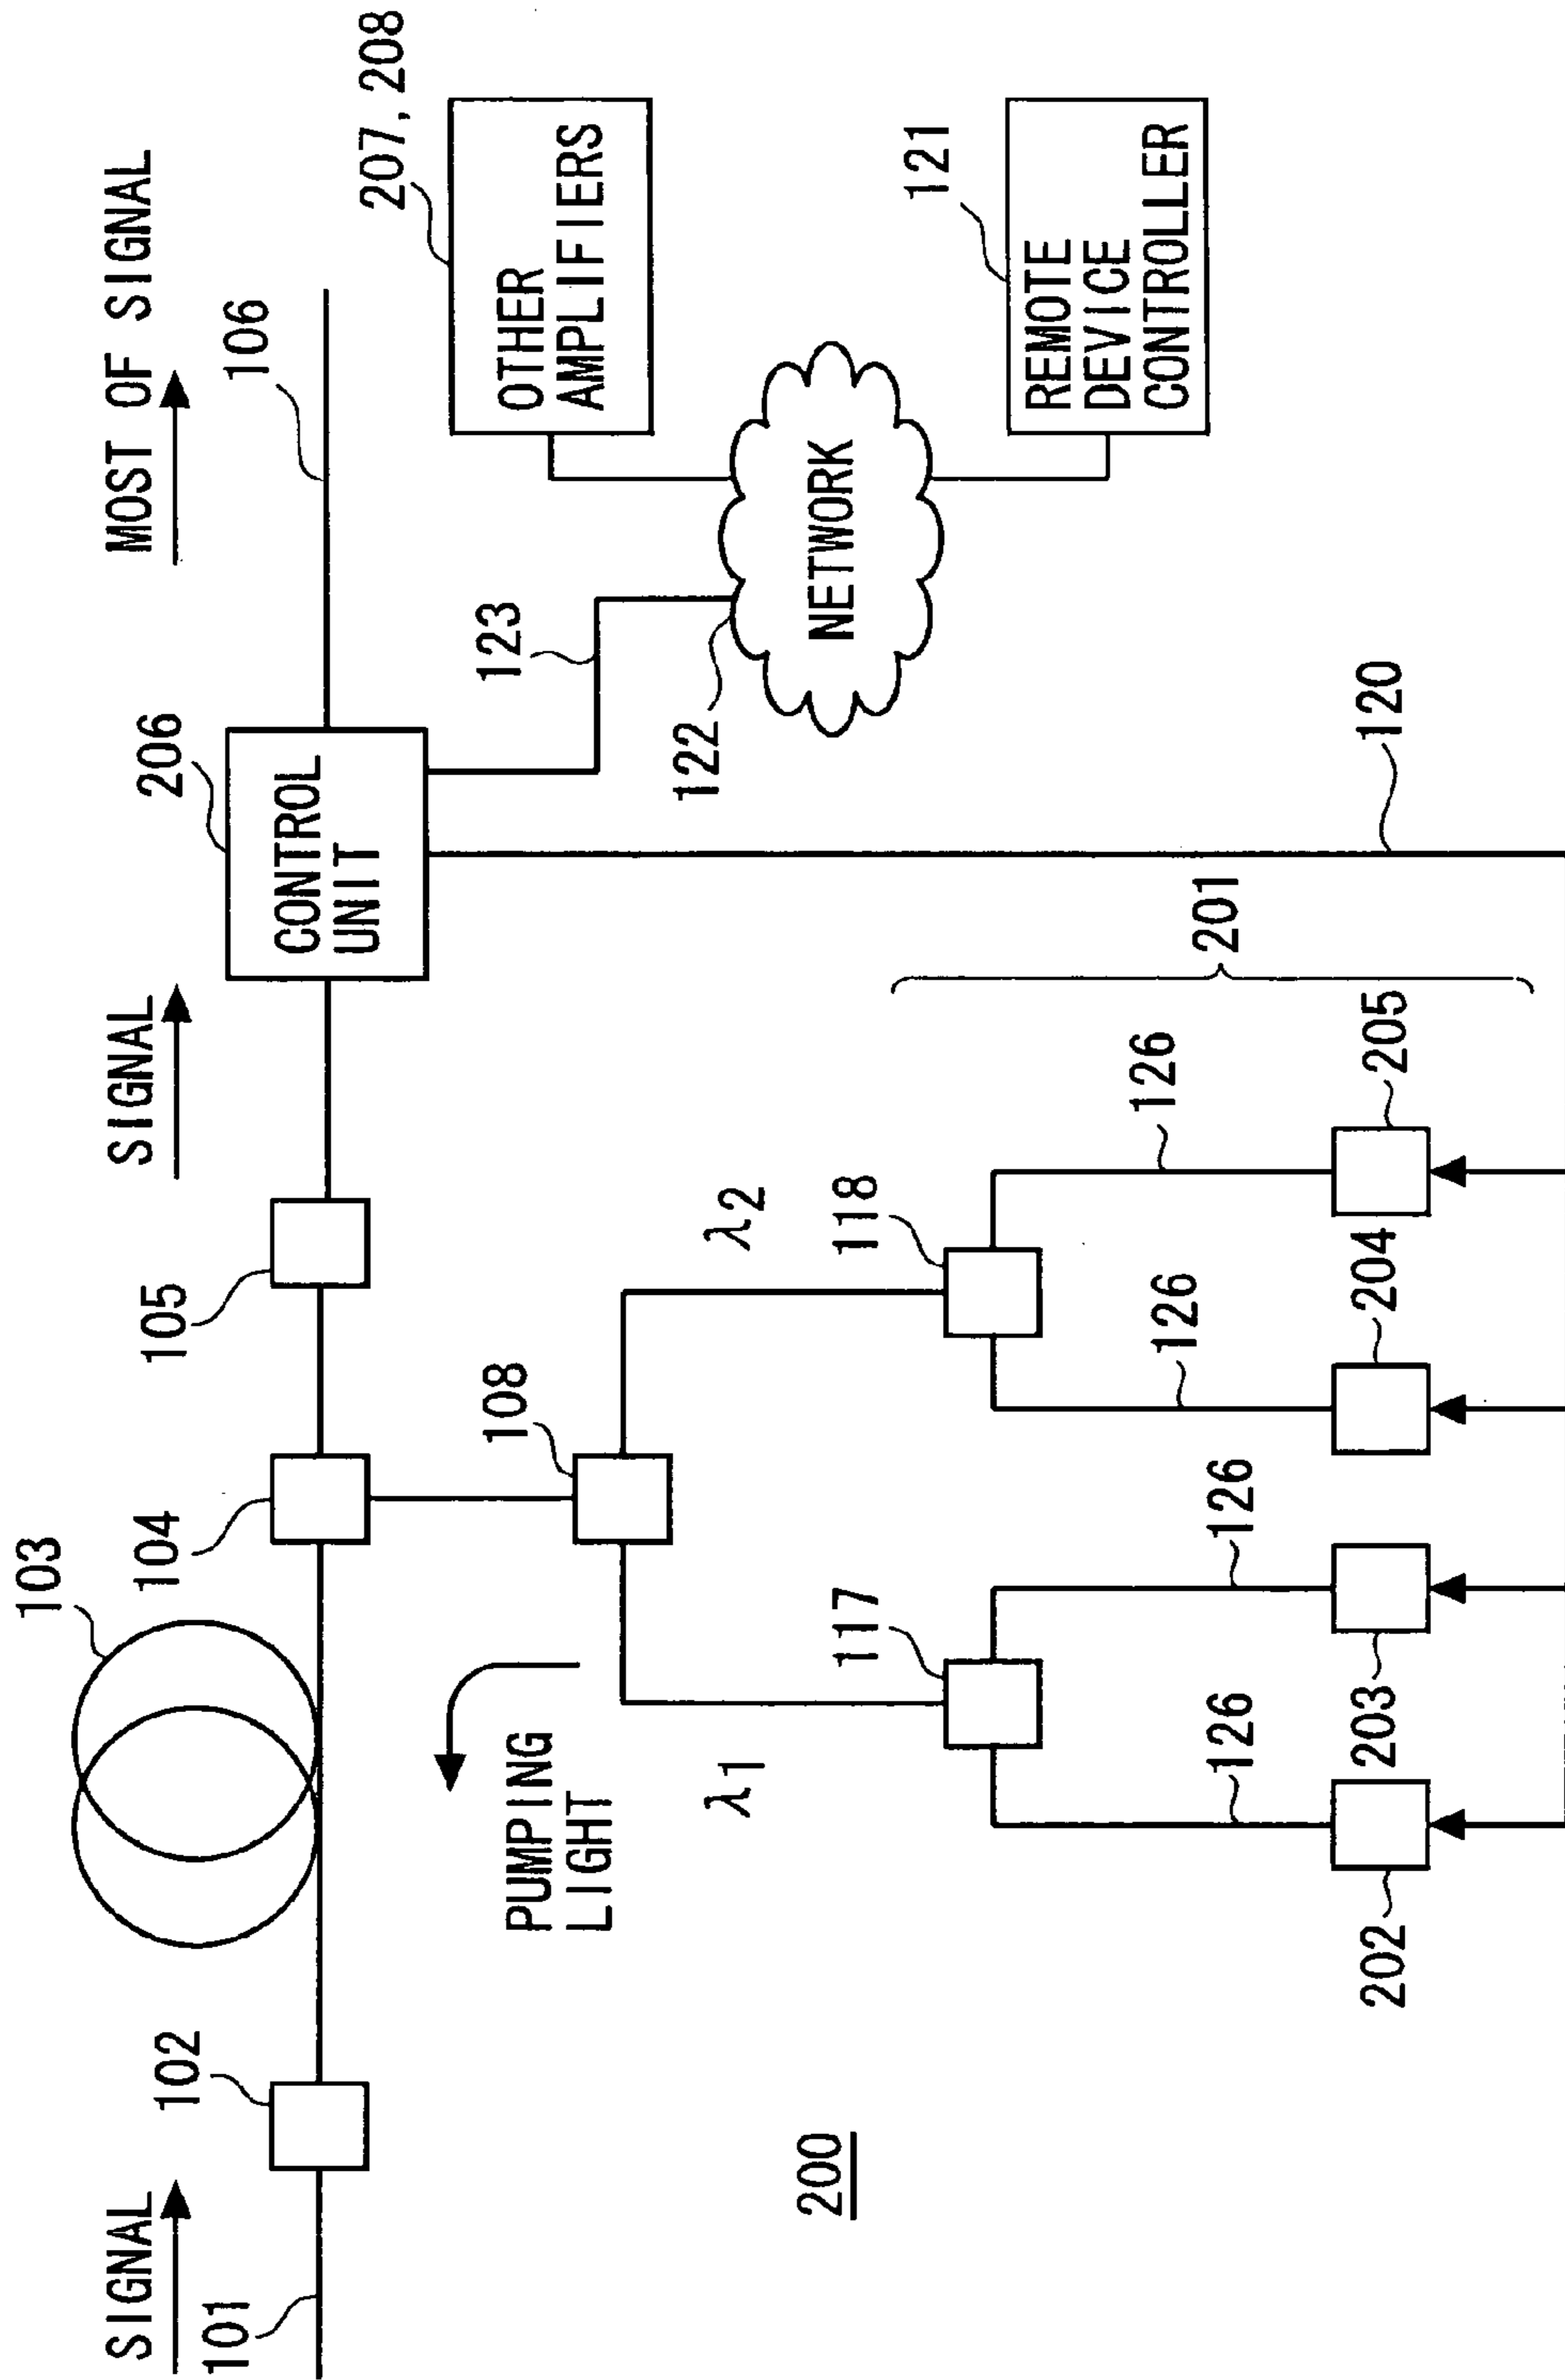 SIGNAL
SIGNAL
MOST OF SIGNAL
101
102
103
104
105
206
CONTROL
UNIT
106
207, 208
OTHER
AMPLIFIERS
PUMPING
LIGHT
108
123
122
NETWORK
121
REMOTE
DEVICE
CONTROLLER
λ1
λ2
200
117
118
126
126
126
126
201
120
202
203
204
205